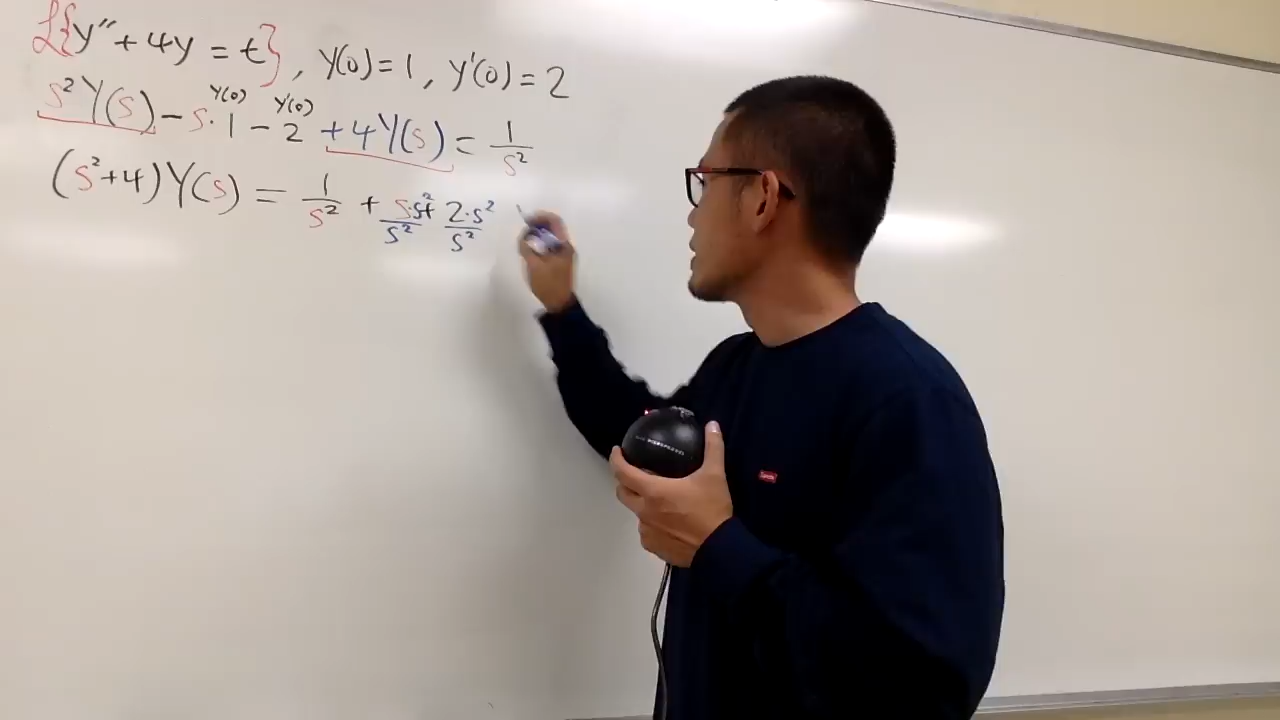 ℒ{y″ + 4y = t}, y(0) = 1, y′(0) = 2
s²Y(s) − s·1 − 2 + 4Y(s) = 1/s²
y(0) y′(0)
(s²+4)Y(s) = 1/s² + s·s²/s² + 2·s²/s²